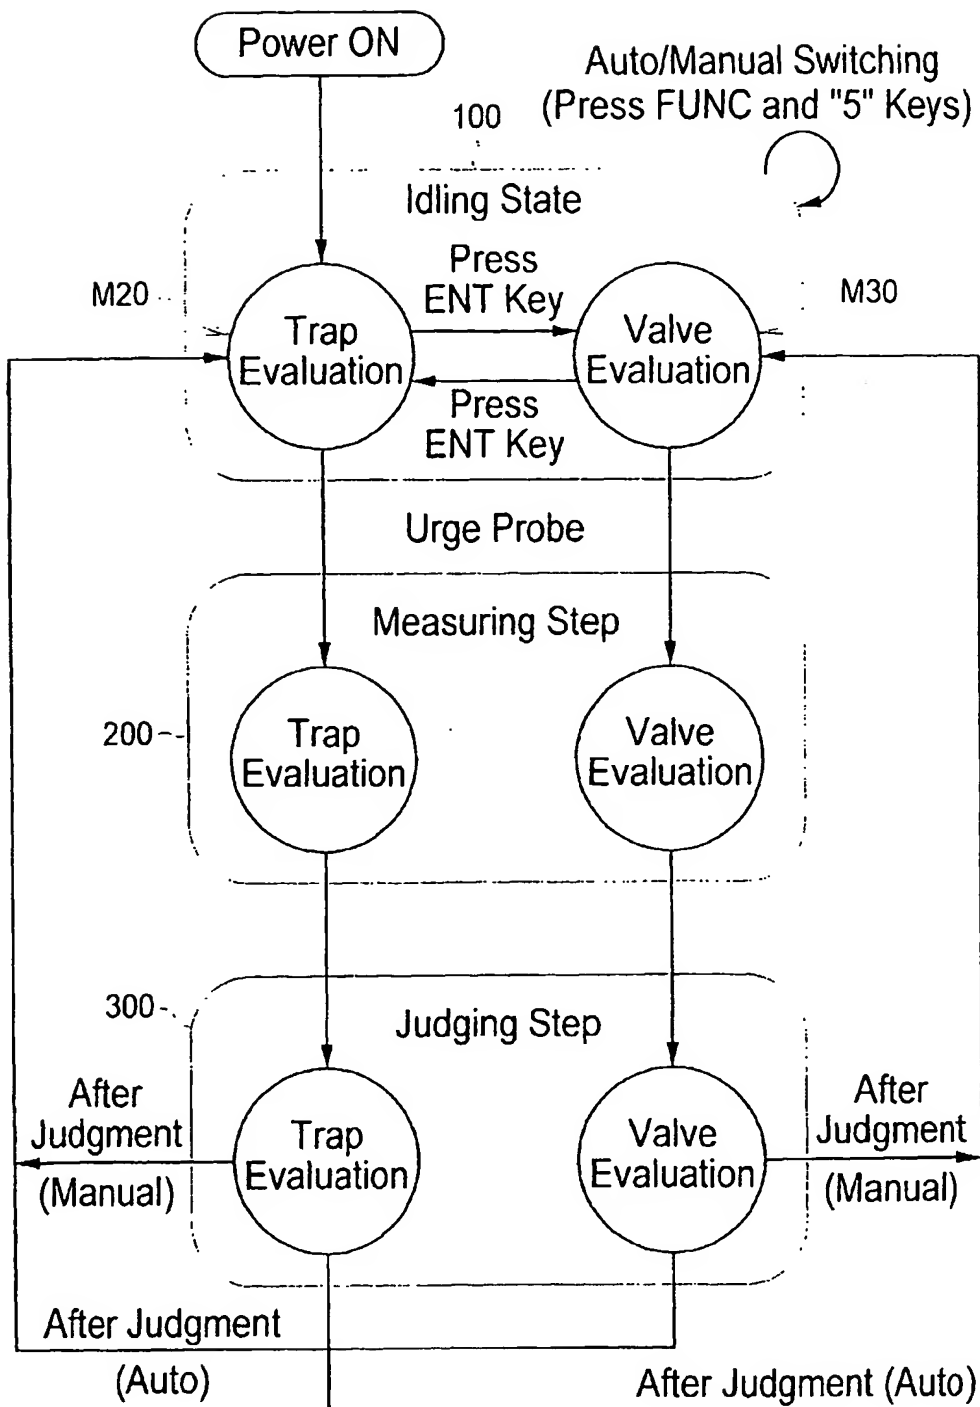 Power ON
Auto/Manual Switching
(Press FUNC and "5" Keys)
100
Idling State
M20
M30
Press
ENT Key
Trap
Evaluation
Valve
Evaluation
Press
ENT Key
Urge Probe
Measuring Step
200
Trap
Evaluation
Valve
Evaluation
300
Judging Step
After
Judgment
(Manual)
Trap
Evaluation
Valve
Evaluation
After
Judgment
(Manual)
After Judgment
(Auto)
After Judgment (Auto)